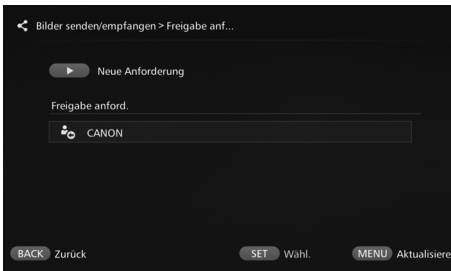 Bilder senden/empfangen > Freigabe anf...
Neue Anforderung
Freigabe anford.
CANON
BACK Zurück SET Wähl. MENU Aktualisiere